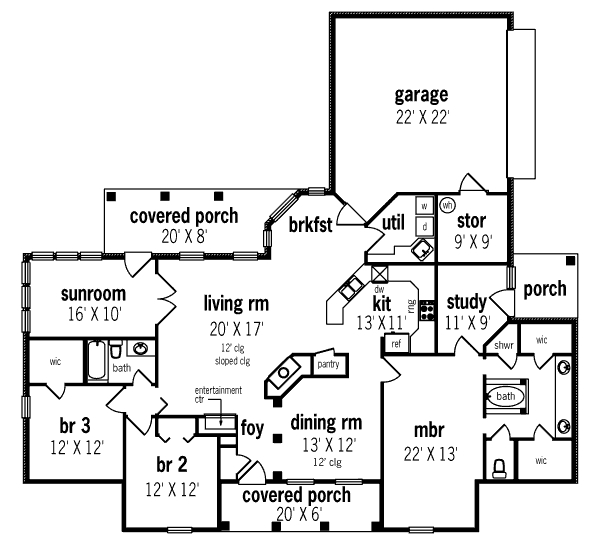 garage
22' X 22'
covered porch
20' X 8'
brkfst
util
w
d
wh
stor
9' X 9'
sunroom
16' X 10'
living rm
20' X 17'
12' clg
sloped clg
dw
kit
13' X 11'
rng
ref
study
11' X 9'
porch
wic
bath
pantry
shwr
wic
entertainment
ctr
br 3
12' X 12'
foy
dining rm
13' X 12'
12' clg
mbr
22' X 13'
bath
br 2
12' X 12'
wic
covered porch
20' X 6'